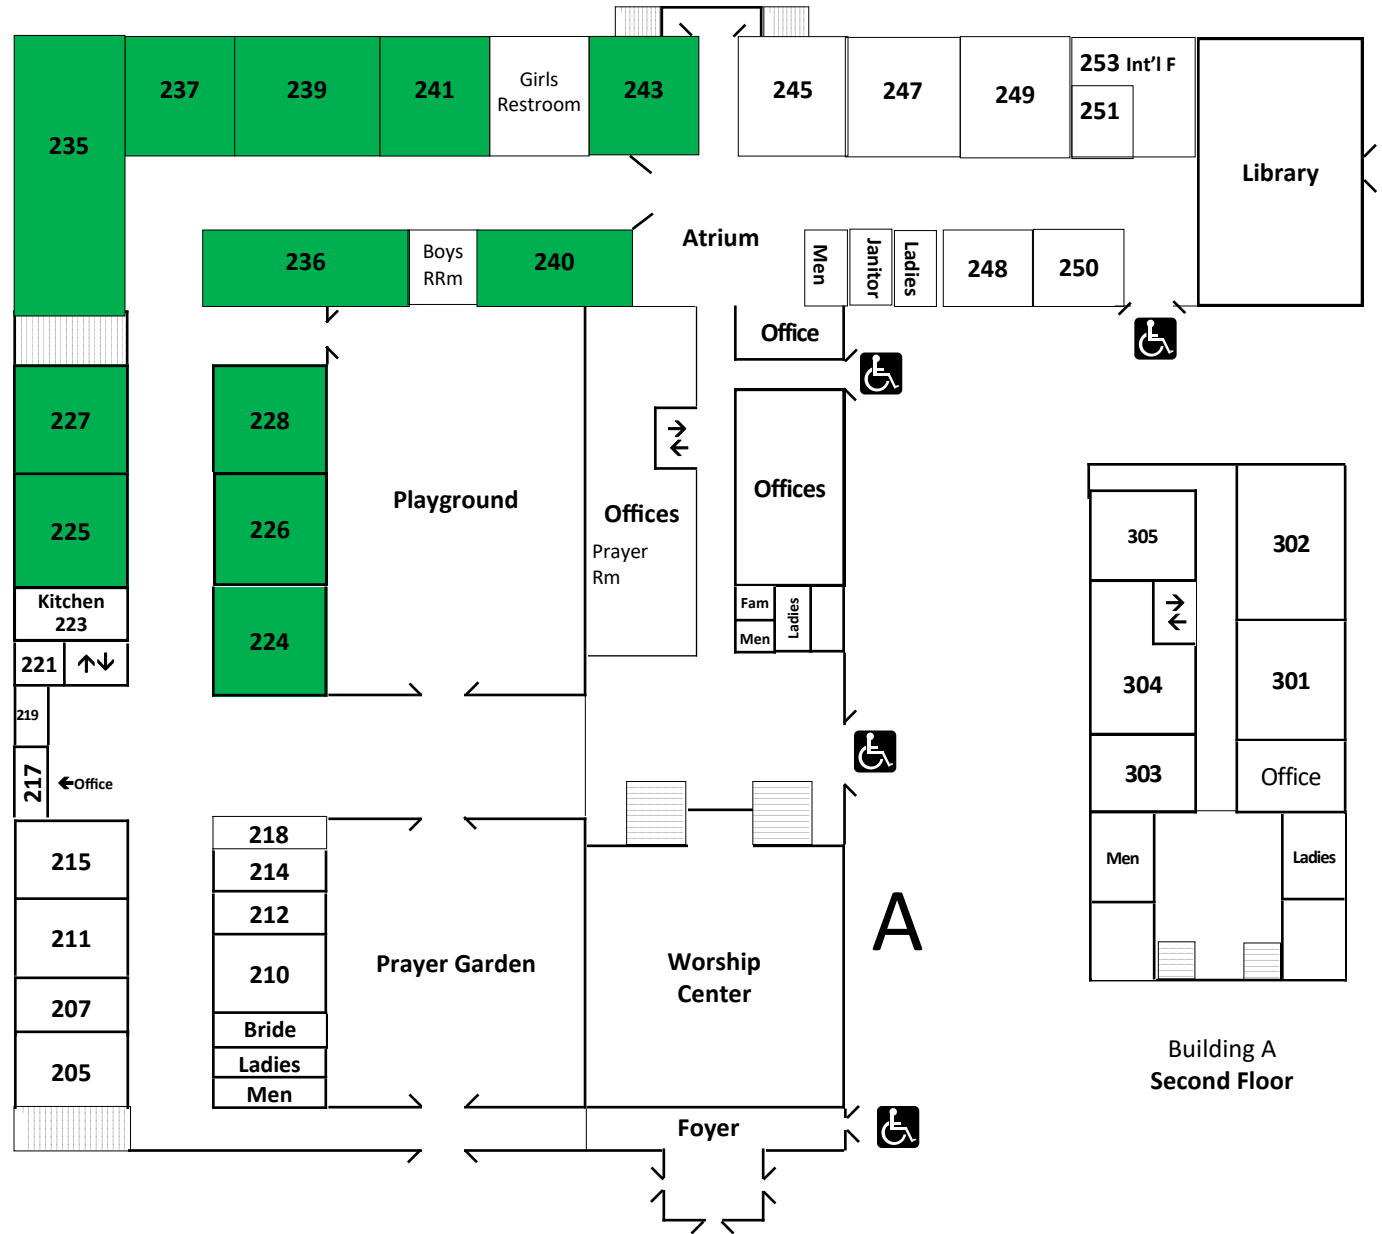 237
239
241
Girls
Restroom
243
245
247
249
253 Int’l F
251
235
Library
236
Boys
RRm
240
Atrium
Men
Janitor
Ladies
248
250
Office
227
228
225
226
Playground
Offices
Prayer
Rm
Offices
Kitchen
223
224
Fam
Men
Ladies
221
219
217
Office
215
211
207
205
218
214
212
210
Bride
Ladies
Men
Prayer Garden
Worship
Center
A
Foyer
305
302
304
301
303
Office
Men
Ladies
Building A
Second Floor